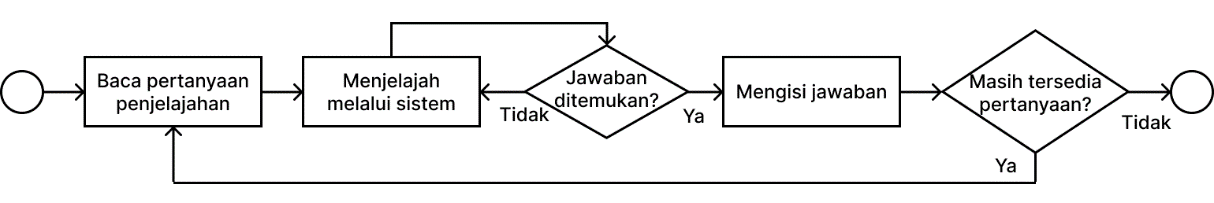 Baca pertanyaan
penjelajahan
Menjelajah
melalui sistem
Jawaban
ditemukan?
Tidak
Ya
Mengisi jawaban
Masih tersedia
pertanyaan?
Tidak
Ya